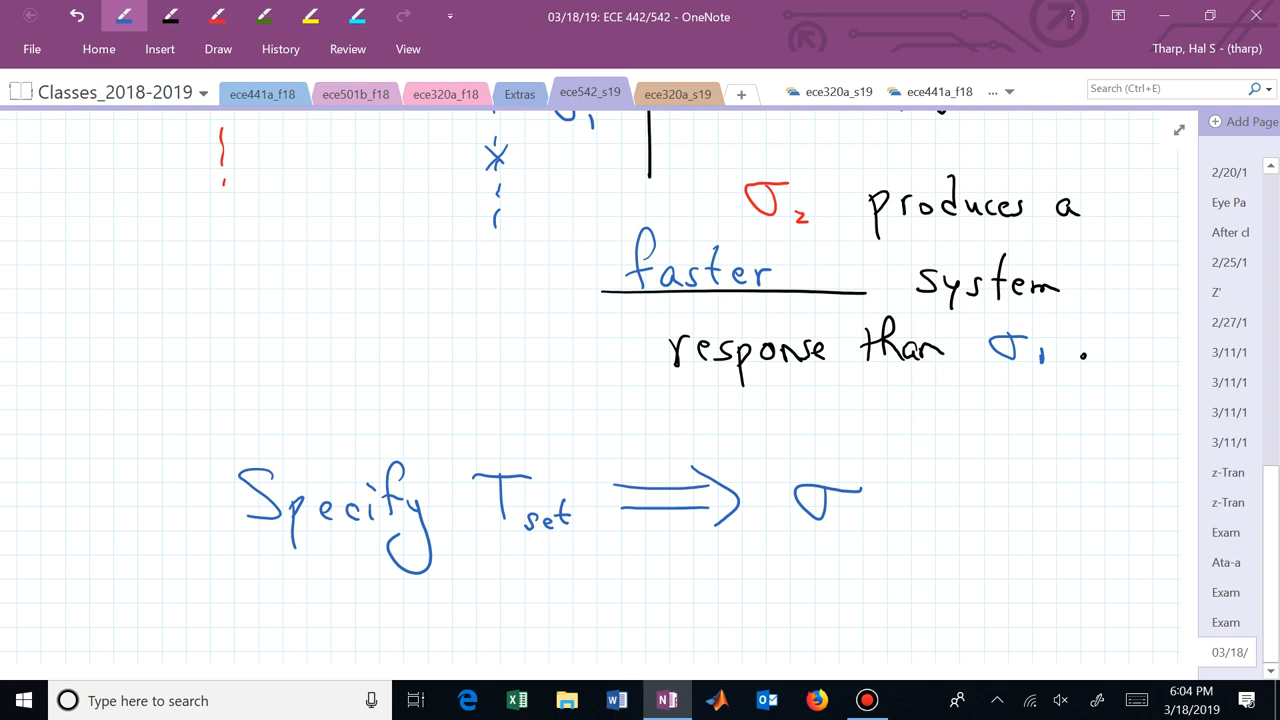 03/18/19: ECE 442/542 - OneNote
?
File Home Insert Draw History Review View
Tharp, Hal S - (tharp)
Classes_2018-2019
ece441a_f18 ece501b_f18 ece320a_f18 Extras ece542_s19 ece320a_s19 + ece320a_s19 ece441a_f18 ...
Search (Ctrl+E)
Add Page
2/20/1
Eye Pa
After cl
2/25/1
Z'
2/27/1
3/11/1
3/11/1
3/11/1
3/11/1
z-Tran
z-Tran
Exam
Ata-a
Exam
Exam
03/18/
σ₁
σ₂ produces a
faster system
response than σ₁.
Specify Tset ⟹ σ
Type here to search
6:04 PM
3/18/2019